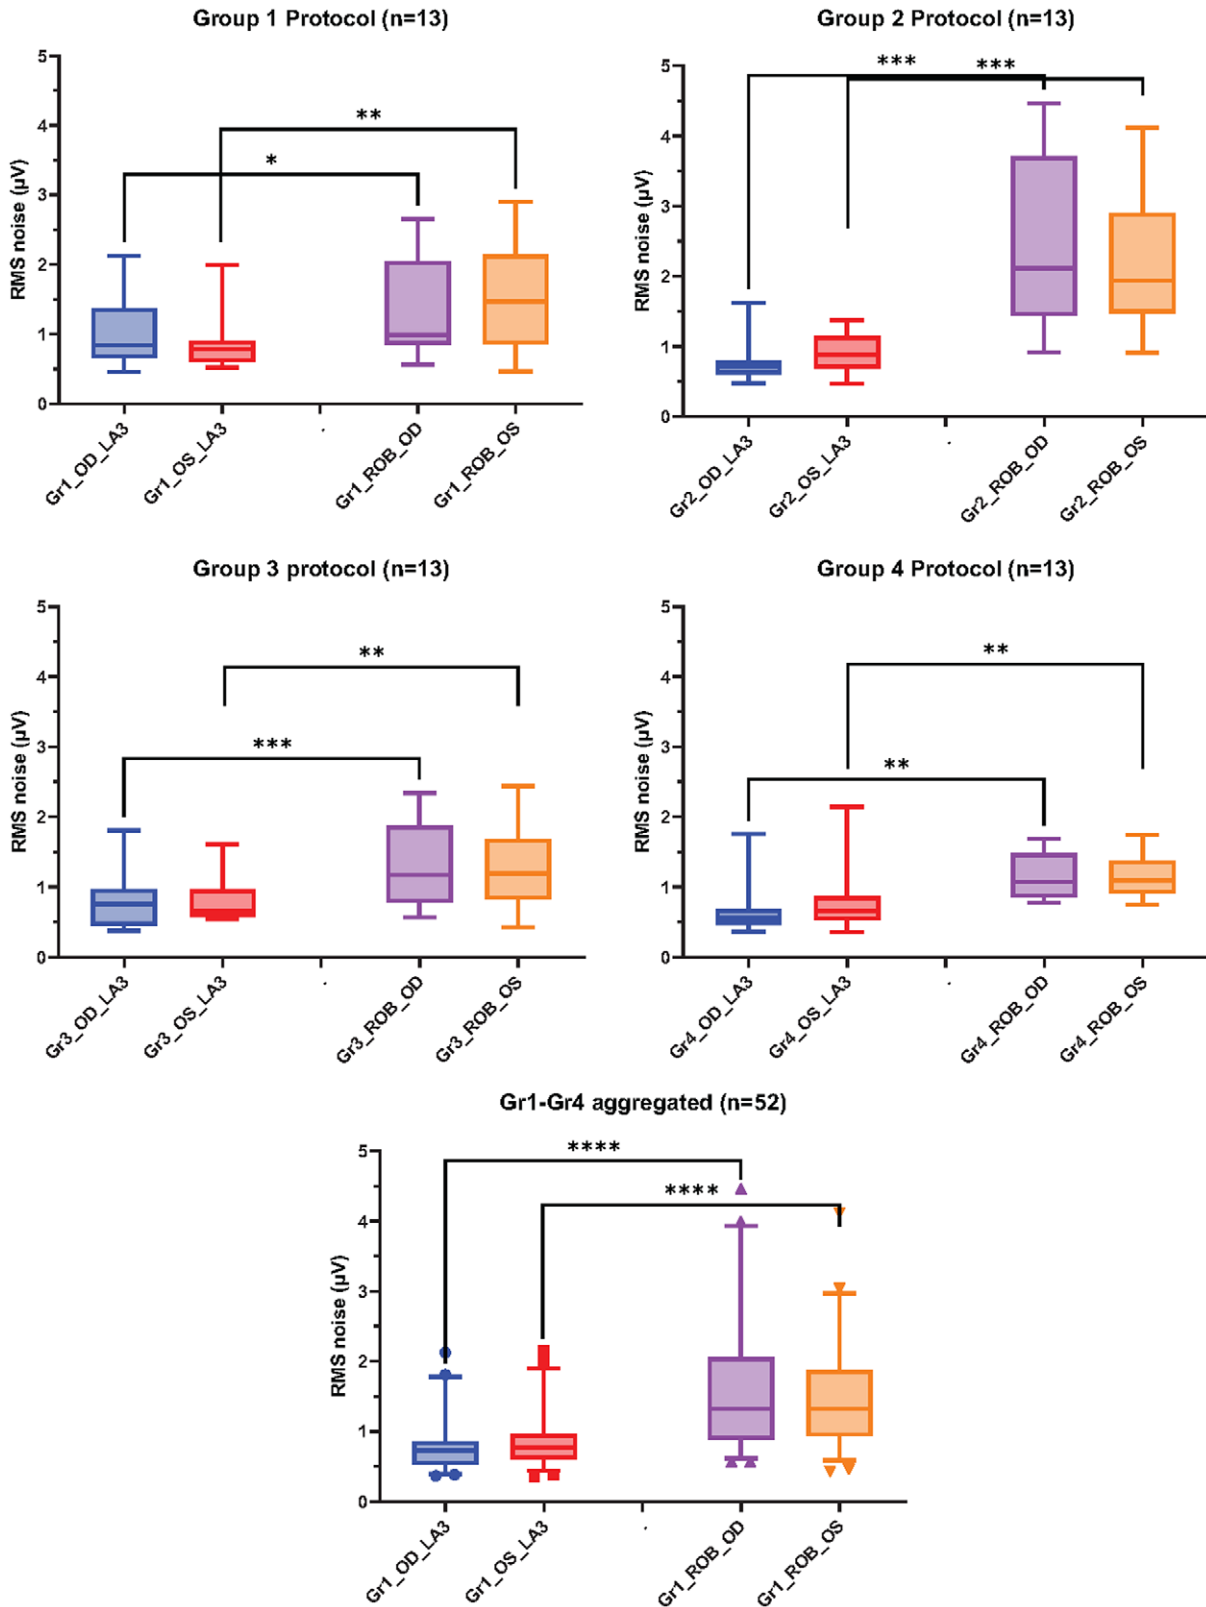 Group 1 Protocol (n=13)
RMS noise (µV)
5
4
3
2
1
0
**
*
Gr1_OD_LA3
Gr1_OS_LA3
.
Gr1_ROB_OD
Gr1_ROB_OS
Group 2 Protocol (n=13)
RMS noise (µV)
5
4
3
2
1
0
***
***
Gr2_OD_LA3
Gr2_OS_LA3
.
Gr2_ROB_OD
Gr2_ROB_OS
Group 3 protocol (n=13)
RMS noise (µV)
5
4
3
2
1
0
**
***
Gr3_OD_LA3
Gr3_OS_LA3
.
Gr3_ROB_OD
Gr3_ROB_OS
Group 4 Protocol (n=13)
RMS noise (µV)
5
4
3
2
1
0
**
**
Gr4_OD_LA3
Gr4_OS_LA3
.
Gr4_ROB_OD
Gr4_ROB_OS
Gr1-Gr4 aggregated (n=52)
RMS noise (µV)
5
4
3
2
1
0
****
****
Gr1_OD_LA3
Gr1_OS_LA3
.
Gr1_ROB_OD
Gr1_ROB_OS